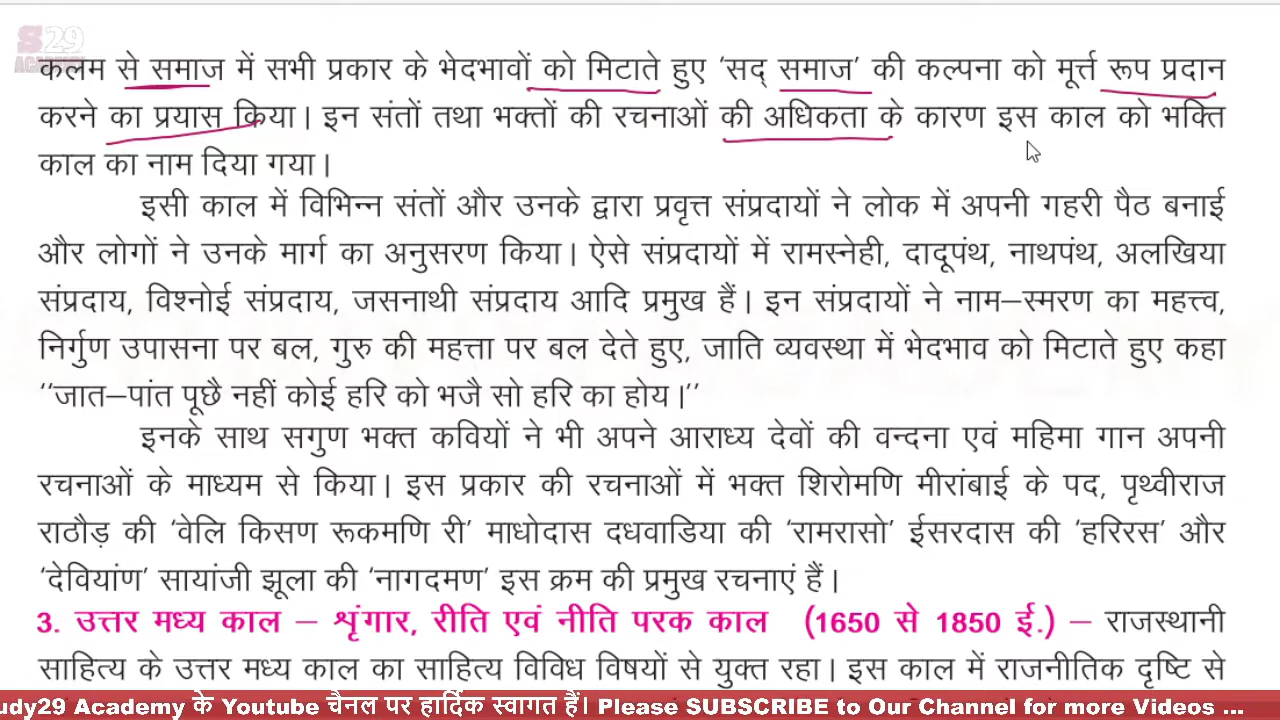 S29
ACADEMY
कलम से समाज में सभी प्रकार के भेदभावों को मिटाते हुए ‘सद् समाज’ की कल्पना को मूर्त्त रूप प्रदान
करने का प्रयास किया। इन संतों तथा भक्तों की रचनाओं की अधिकता के कारण इस काल को भक्ति
काल का नाम दिया गया।
इसी काल में विभिन्न संतों और उनके द्वारा प्रवृत्त संप्रदायों ने लोक में अपनी गहरी पैठ बनाई
और लोगों ने उनके मार्ग का अनुसरण किया। ऐसे संप्रदायों में रामस्नेही, दादूपंथ, नाथपंथ, अलखिया
संप्रदाय, विश्नोई संप्रदाय, जसनाथी संप्रदाय आदि प्रमुख हैं। इन संप्रदायों ने नाम–स्मरण का महत्त्व,
निर्गुण उपासना पर बल, गुरु की महत्ता पर बल देते हुए, जाति व्यवस्था में भेदभाव को मिटाते हुए कहा
‘‘जात–पांत पूछै नहीं कोई हरि को भजै सो हरि का होय।’’
इनके साथ सगुण भक्त कवियों ने भी अपने आराध्य देवों की वन्दना एवं महिमा गान अपनी
रचनाओं के माध्यम से किया। इस प्रकार की रचनाओं में भक्त शिरोमणि मीरांबाई के पद, पृथ्वीराज
राठौड़ की ‘वेलि किसण रूकमणि री’ माधोदास दधवाडिया की ‘रामरासो’ ईसरदास की ‘हरिरस’ और
‘देवियांण’ सायांजी झूला की ‘नागदमण’ इस क्रम की प्रमुख रचनाएं हैं।
3. उत्तर मध्य काल – शृंगार, रीति एवं नीति परक काल (1650 से 1850 ई.) – राजस्थानी
साहित्य के उत्तर मध्य काल का साहित्य विविध विषयों से युक्त रहा। इस काल में राजनीतिक दृष्टि से
udy29 Academy के Youtube चैनल पर हार्दिक स्वागत हैं। Please SUBSCRIBE to Our Channel for more Videos ...